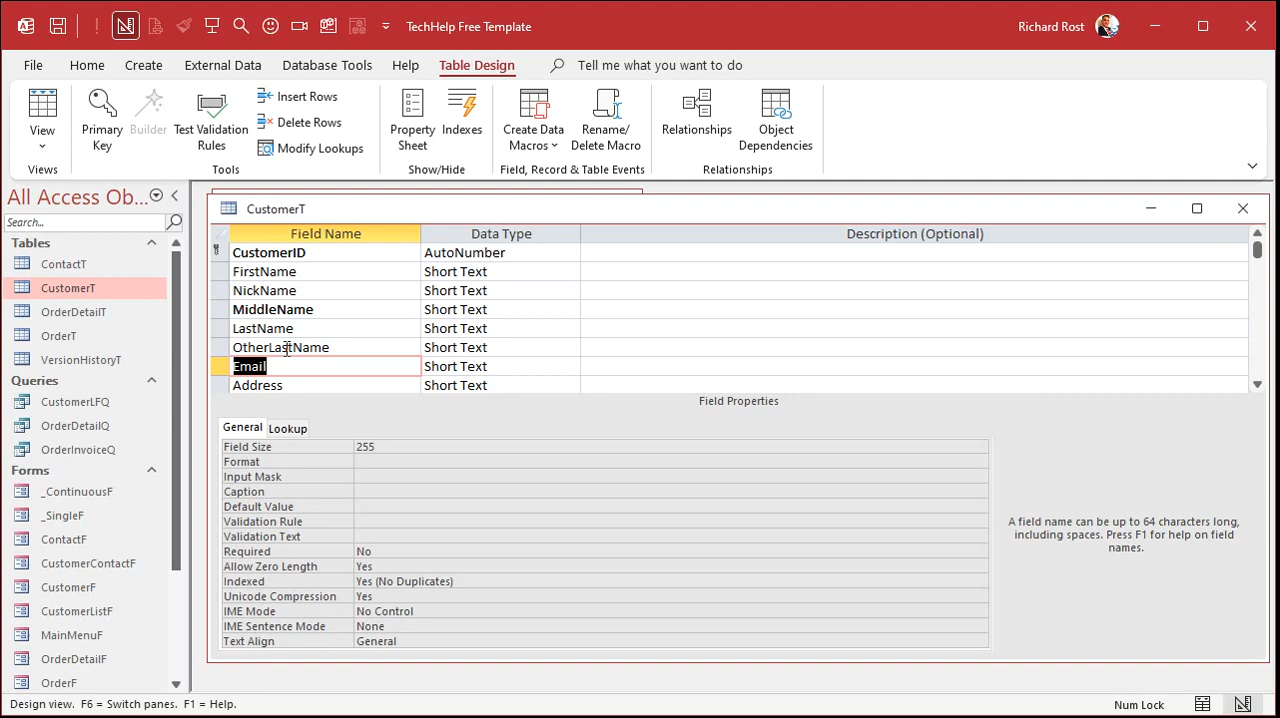 TechHelp Free Template
Richard Rost
File Home Create External Data Database Tools Help Table Design Tell me what you want to do
View
Primary Key
Builder
Test Validation Rules
Insert Rows
Delete Rows
Modify Lookups
Property Sheet
Indexes
Create Data Macros
Rename/ Delete Macro
Relationships
Object Dependencies
Views Tools Show/Hide Field, Record & Table Events Relationships
All Access Ob...
Search...
Tables
ContactT
CustomerT
OrderDetailT
OrderT
VersionHistoryT
Queries
CustomerLFQ
OrderDetailQ
OrderInvoiceQ
Forms
_ContinuousF
_SingleF
ContactF
CustomerContactF
CustomerF
CustomerListF
MainMenuF
OrderDetailF
OrderF
CustomerT
Field Name Data Type Description (Optional)
CustomerID AutoNumber
FirstName Short Text
NickName Short Text
MiddleName Short Text
LastName Short Text
OtherLastName Short Text
Email Short Text
Address Short Text
Field Properties
General Lookup
Field Size 255
Format
Input Mask
Caption
Default Value
Validation Rule
Validation Text
Required No
Allow Zero Length Yes
Indexed Yes (No Duplicates)
Unicode Compression Yes
IME Mode No Control
IME Sentence Mode None
Text Align General
A field name can be up to 64 characters long,
including spaces. Press F1 for help on field
names.
Design view. F6 = Switch panes. F1 = Help.
Num Lock